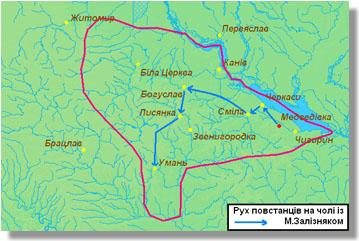 Житомир
Переяслав
Канів
Біла Церква
Богуслав
Черкаси
Лисянка
Сміла
Медведівка
Звенигородка
Чигирин
Брацлав
Умань
Рух повстанців на чолі із
М.Залізняком